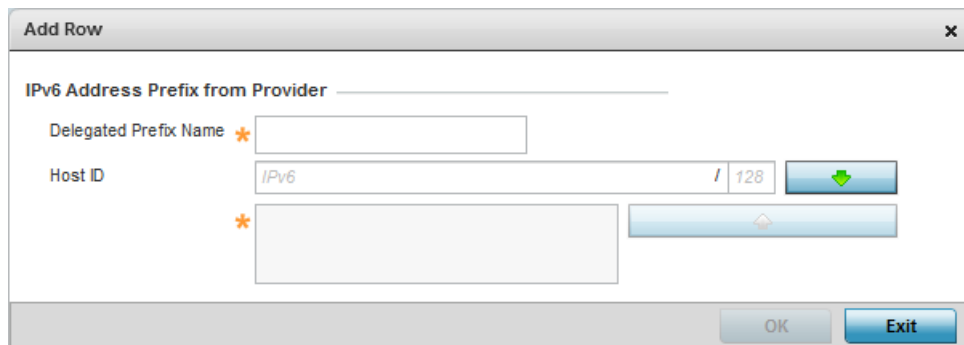 Add Row ×
IPv6 Address Prefix from Provider
Delegated Prefix Name *
Host ID IPv6 / 128
*
OK Exit